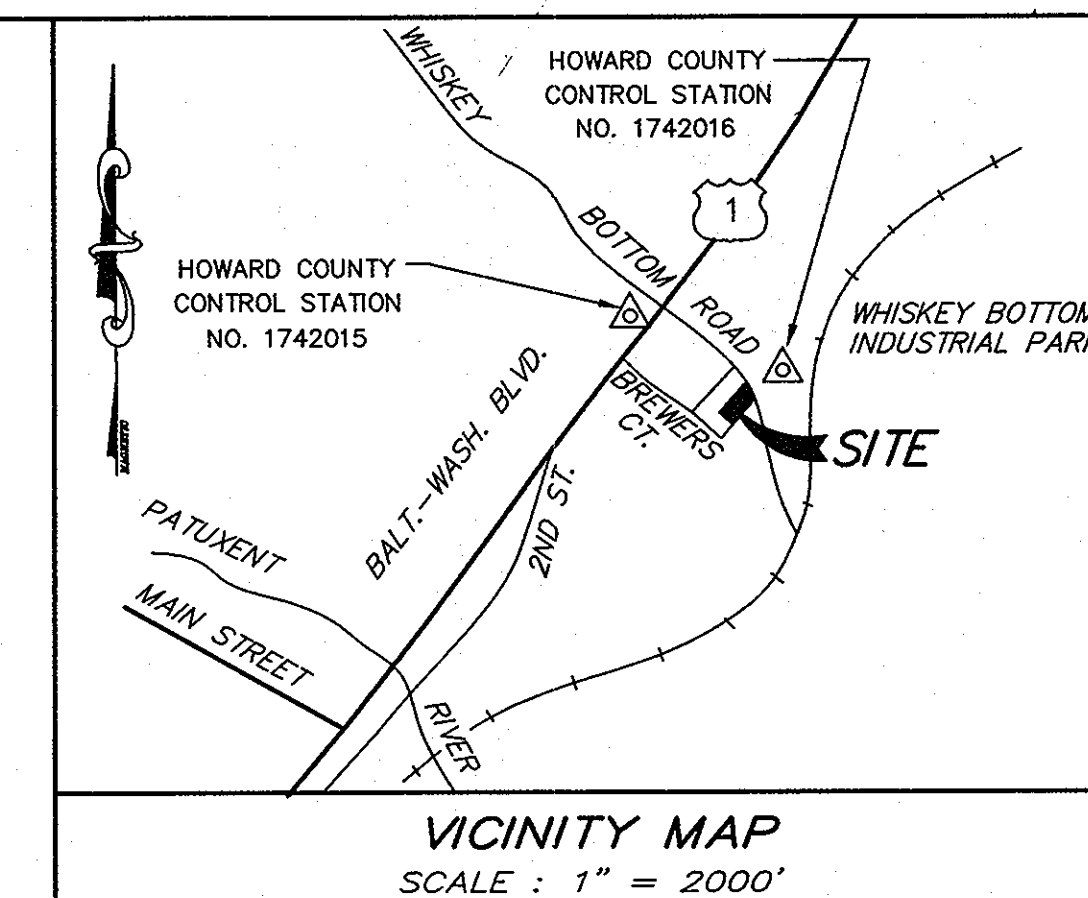 WHISKEY
BOTTOM
ROAD
HOWARD COUNTY
CONTROL STATION
NO. 1742016
1
HOWARD COUNTY
CONTROL STATION
NO. 1742015
WHISKEY BOTTOM
INDUSTRIAL PARK
BREWERS
CT.
SITE
BALT.-WASH. BLVD.
2ND ST.
PATUXENT
RIVER
MAIN STREET
VICINITY MAP
SCALE : 1" = 2000'